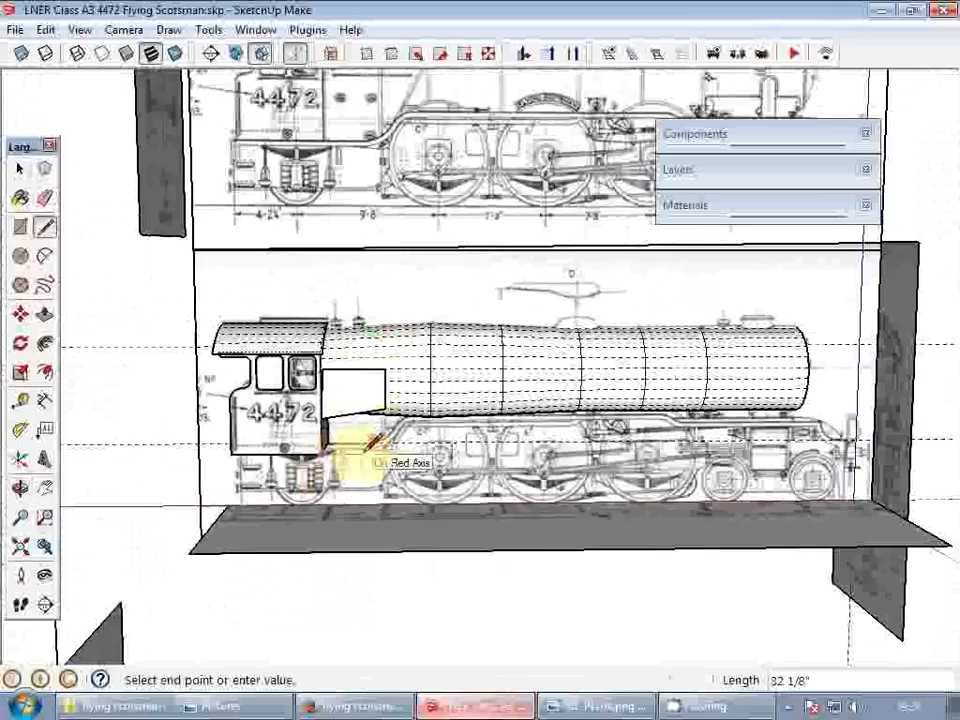 LNER Class A3 4472 Flying Scotsman.skp - SketchUp Make
File Edit View Camera Draw Tools Window Plugins Help
4472
Components
Larg...
Layers
Materials
D
4472
On Red Axis
Select end point or enter value.
Length 32 1/8"
Pictures